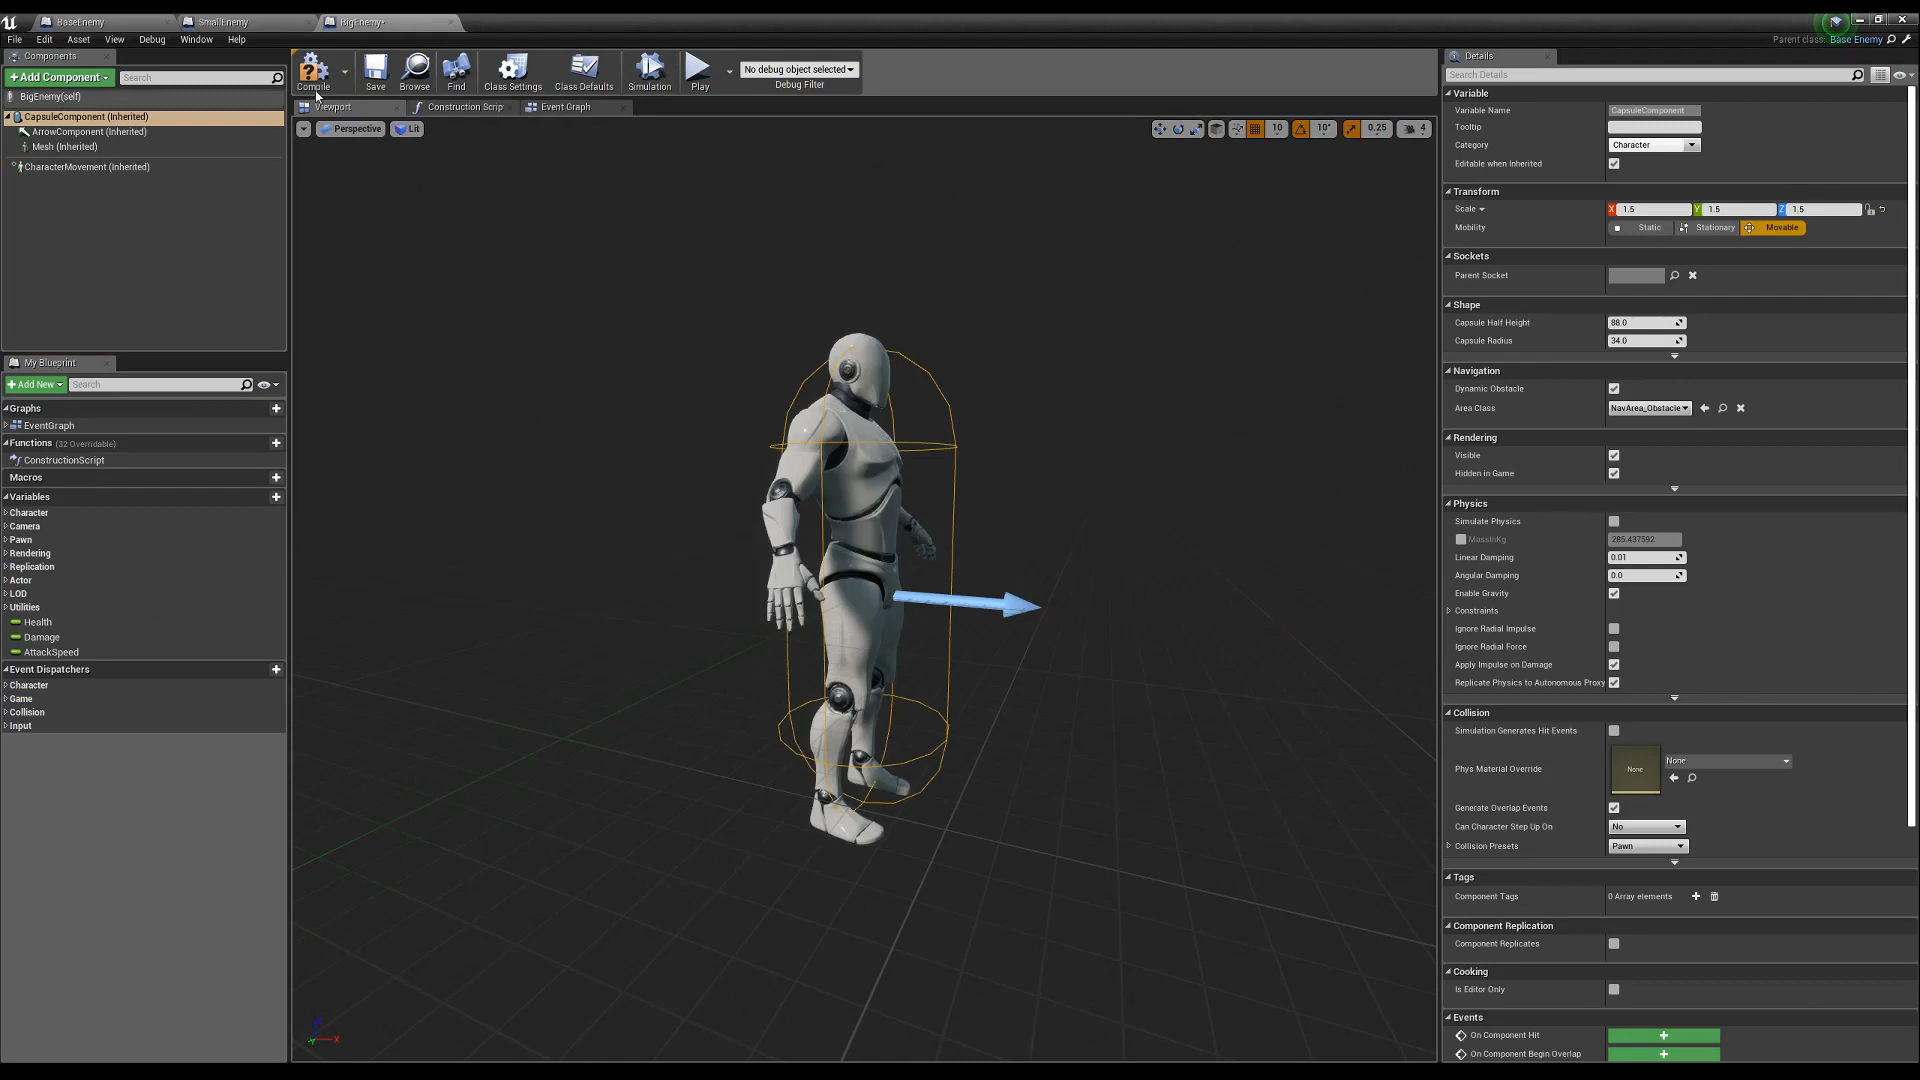 BaseEnemy
SmallEnemy
BigEnemy*
File Edit Asset View Debug Window Help
Parent class: Base Enemy
Components
+Add Component
Search
BigEnemy(self)
CapsuleComponent (Inherited)
ArrowComponent (Inherited)
Mesh (Inherited)
CharacterMovement (Inherited)
My Blueprint
+Add New
Search
Graphs
EventGraph
Functions (32 Overridable)
ConstructionScript
Macros
Variables
Character
Camera
Pawn
Rendering
Replication
Actor
LOD
Utilities
Health
Damage
AttackSpeed
Event Dispatchers
Character
Game
Collision
Input
Compile
Save
Browse
Find
Class Settings
Class Defaults
Simulation
Play
No debug object selected
Debug Filter
Viewport
Construction Scrip
Event Graph
Perspective
Lit
10
10°
0.25
4
X
Details
Search Details
Variable
Variable Name CapsuleComponent
Tooltip
Category Character
Editable when Inherited
Transform
Scale X 1.5 Y 1.5 Z 1.5
Mobility Static Stationary Movable
Sockets
Parent Socket
Shape
Capsule Half Height 88.0
Capsule Radius 34.0
Navigation
Dynamic Obstacle
Area Class NavArea_Obstacle
Rendering
Visible
Hidden in Game
Physics
Simulate Physics
MassInKg 285.437592
Linear Damping 0.01
Angular Damping 0.0
Enable Gravity
Constraints
Ignore Radial Impulse
Ignore Radial Force
Apply Impulse on Damage
Replicate Physics to Autonomous Proxy
Collision
Simulation Generates Hit Events
Phys Material Override None None
Generate Overlap Events
Can Character Step Up On No
Collision Presets Pawn
Tags
Component Tags 0 Array elements
Component Replication
Component Replicates
Cooking
Is Editor Only
Events
On Component Hit +
On Component Begin Overlap +